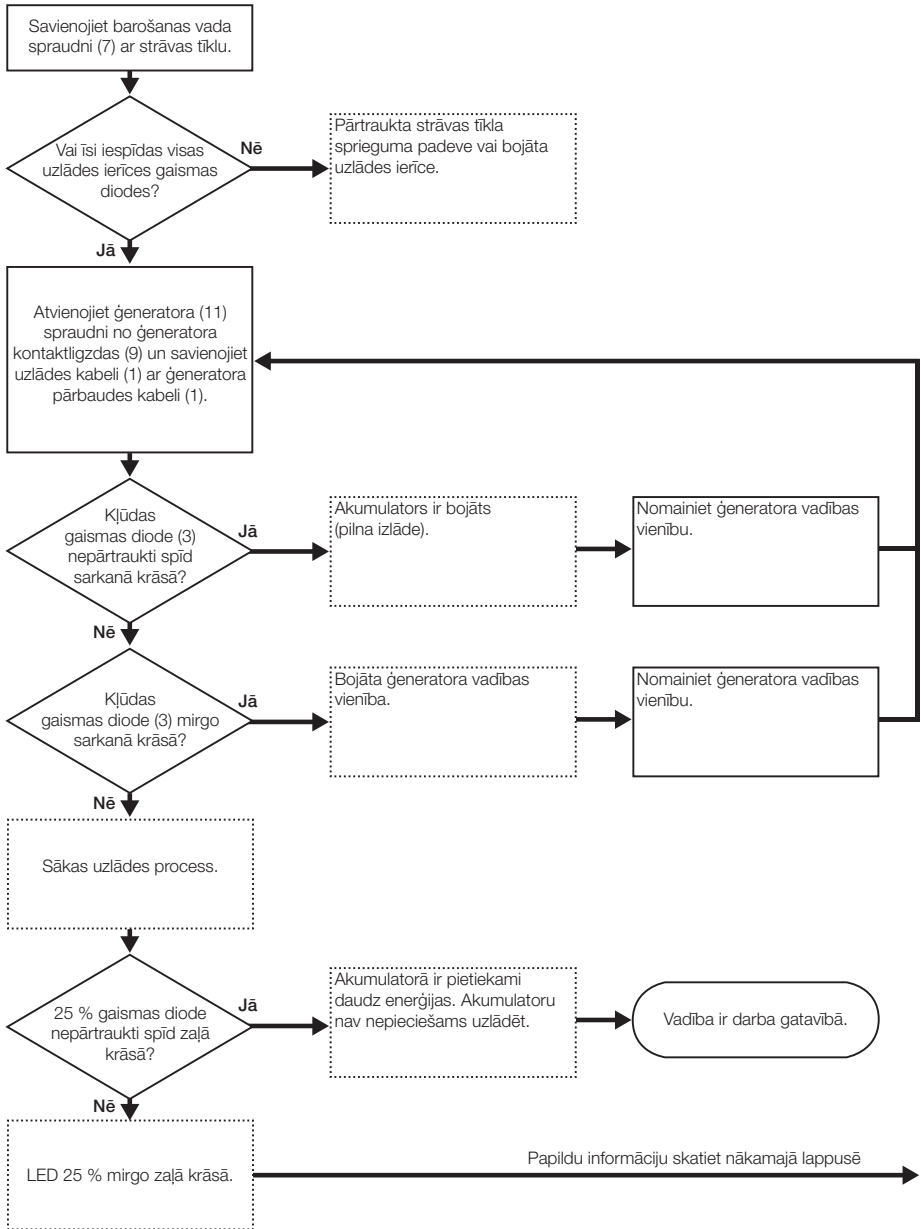 Savienojiet barošanas vada
spraudni (7) ar strāvas tīklu.
Vai īsi iespīdas visas
uzlādes ierīces gaismas
diodes?
Nē
Pārtraukta strāvas tīkla
sprieguma padeve vai bojāta
uzlādes ierīce.
Jā
Atvienojiet ģeneratora (11)
spraudni no ģeneratora
kontaktligzdas (9) un savienojiet
uzlādes kabeli (1) ar ģeneratora
pārbaudes kabeli (1).
Kļūdas
gaismas diode (3)
nepārtraukti spīd
sarkanā krāsā?
Jā
Akumulators ir bojāts
(pilna izlāde).
Nomainiet ģeneratora vadības
vienību.
Nē
Kļūdas
gaismas diode (3) mirgo
sarkanā krāsā?
Jā
Bojāta ģeneratora vadības
vienība.
Nomainiet ģeneratora vadības
vienību.
Nē
Sākas uzlādes process.
25 % gaismas diode
nepārtraukti spīd zaļā
krāsā?
Jā
Akumulatorā ir pietiekami
daudz enerģijas. Akumulatoru
nav nepieciešams uzlādēt.
Vadība ir darba gatavībā.
Nē
LED 25 % mirgo zaļā krāsā.
Papildu informāciju skatiet nākamajā lappusē